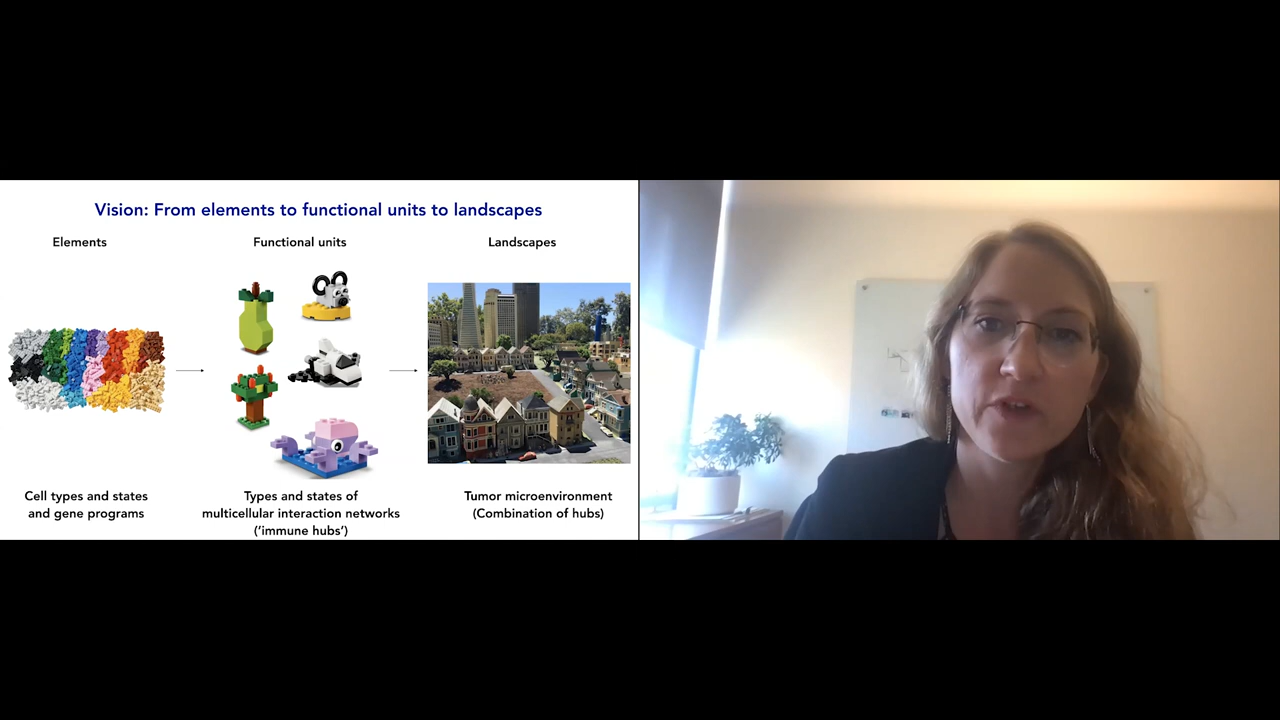 Vision: From elements to functional units to landscapes
Elements
Functional units
Landscapes
Cell types and states
and gene programs
Types and states of
multicellular interaction networks
(‘immune hubs’)
Tumor microenvironment
(Combination of hubs)